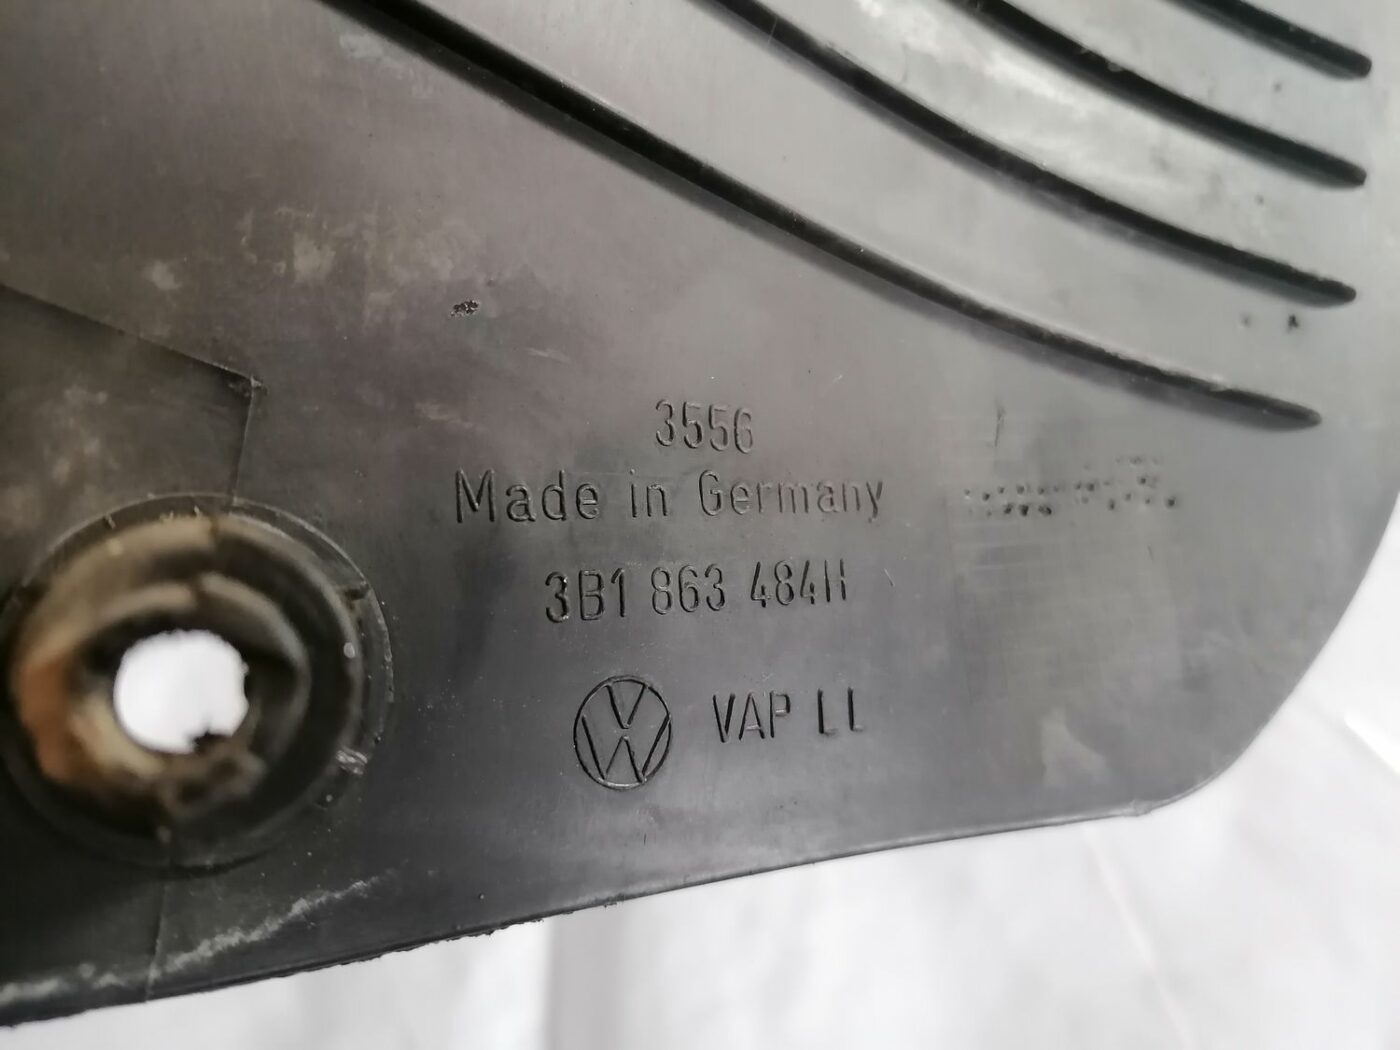 3556
Made in Germany
3B1 863 484H
VAP LL